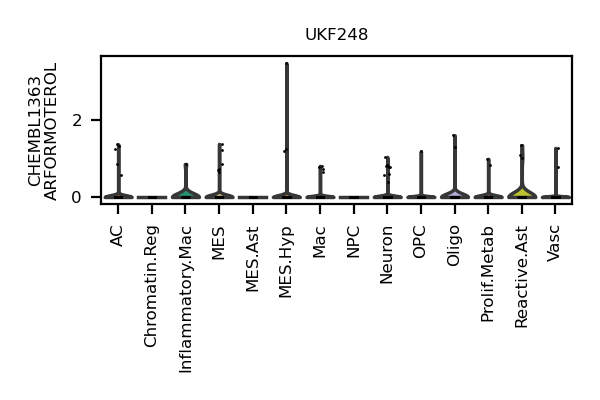 UKF248
CHEMBL1363
ARFORMOTEROL
2
0
AC
Chromatin.Reg
Inflammatory.Mac
MES
MES.Ast
MES.Hyp
Mac
NPC
Neuron
OPC
Oligo
Prolif.Metab
Reactive.Ast
Vasc